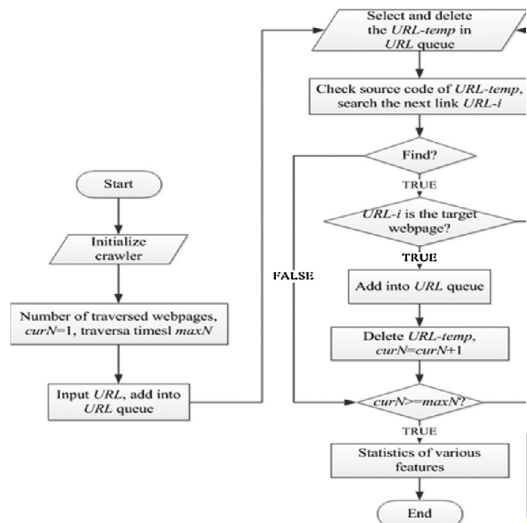 Start
Initialize
crawler
Number of traversed webpages,
curN=1, traversa timesl maxN
Input URL, add into
URL queue
Select and delete
the URL-temp in
URL queue
Check source code of URL-temp,
search the next link URL-i
Find?
TRUE
URL-i is the target
webpage?
TRUE
FALSE
Add into URL queue
Delete URL-temp,
curN=curN+1
curN>=maxN?
TRUE
Statistics of various
features
End